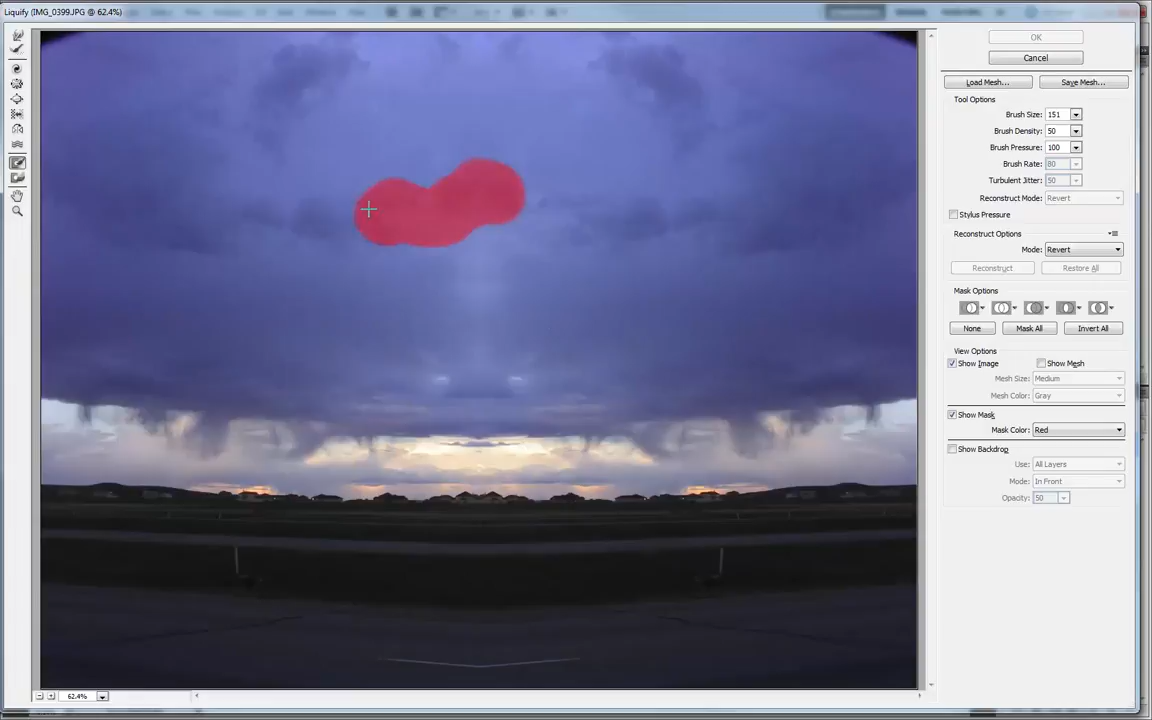 Liquify (IMG_0399.JPG @ 62.4%)
OK
Cancel
Load Mesh... Save Mesh...
Tool Options
Brush Size: 151
Brush Density: 50
Brush Pressure: 100
Brush Rate: 80
Turbulent Jitter: 50
Reconstruct Mode: Revert
Stylus Pressure
Reconstruct Options
Mode: Revert
Reconstruct Restore All
Mask Options
None Mask All Invert All
View Options
Show Image Show Mesh
Mesh Size: Medium
Mesh Color: Gray
Show Mask
Mask Color: Red
Show Backdrop
Use: All Layers
Mode: In Front
Opacity: 50
62.4%